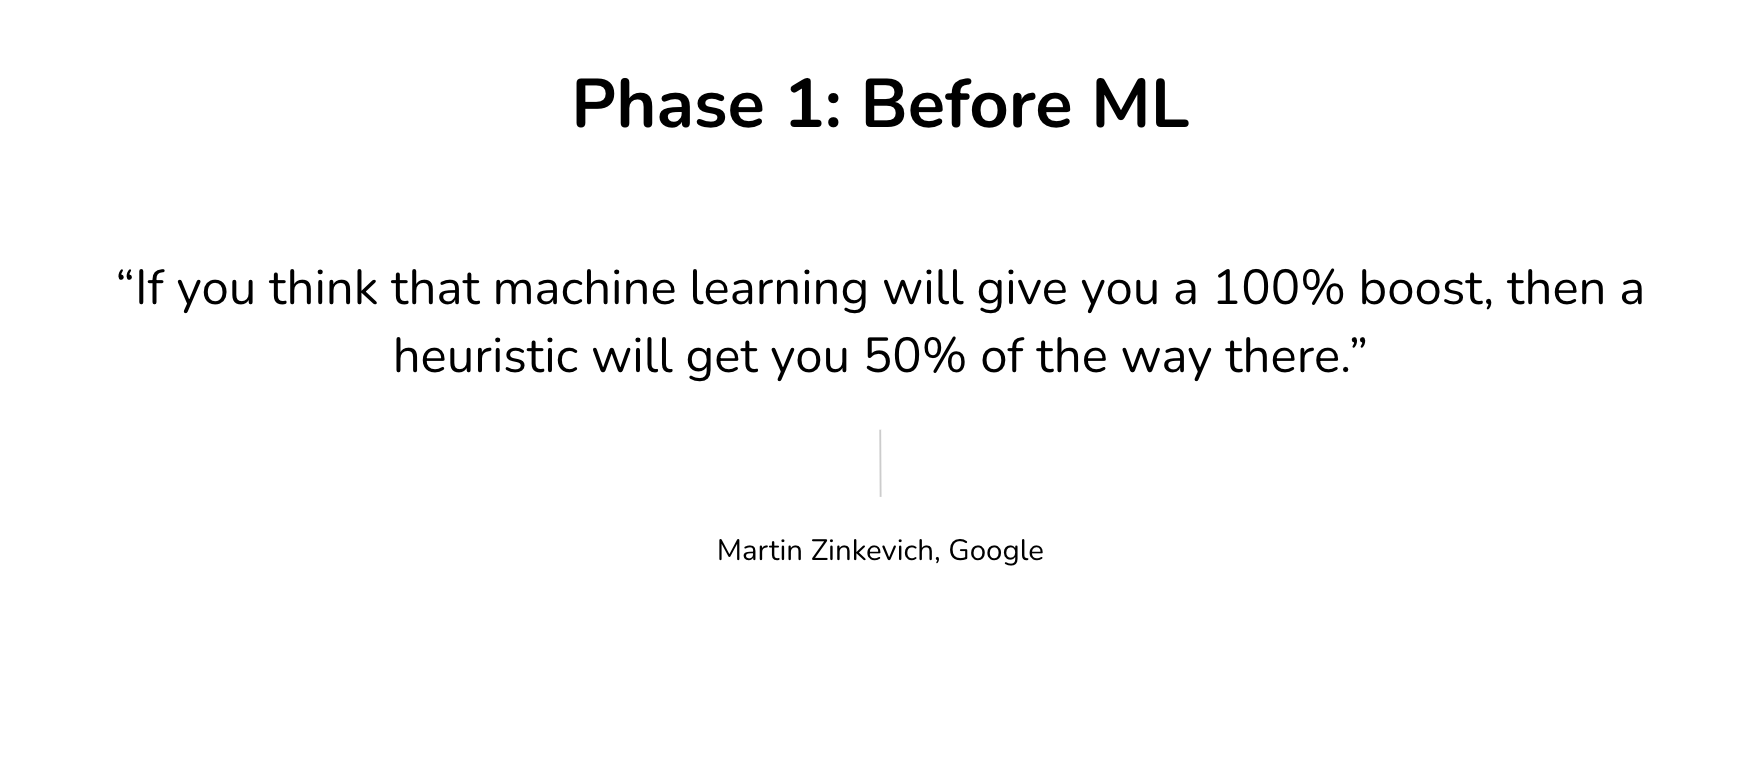 Phase 1: Before ML
“If you think that machine learning will give you a 100% boost, then a
heuristic will get you 50% of the way there.”
Martin Zinkevich, Google